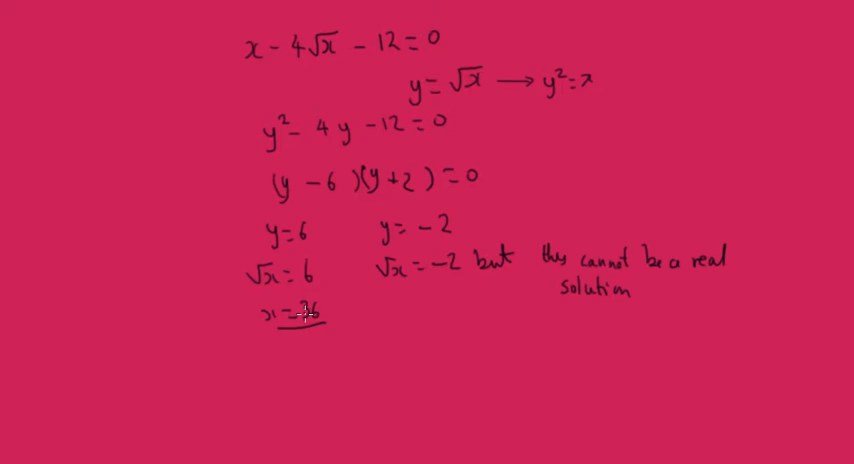 x - 4√x - 12 = 0
y = √x → y² = x
y² - 4y - 12 = 0
(y - 6)(y + 2) = 0
y = 6 y = -2
√x = 6 √x = -2 but this cannot be a real
solution
x = 36